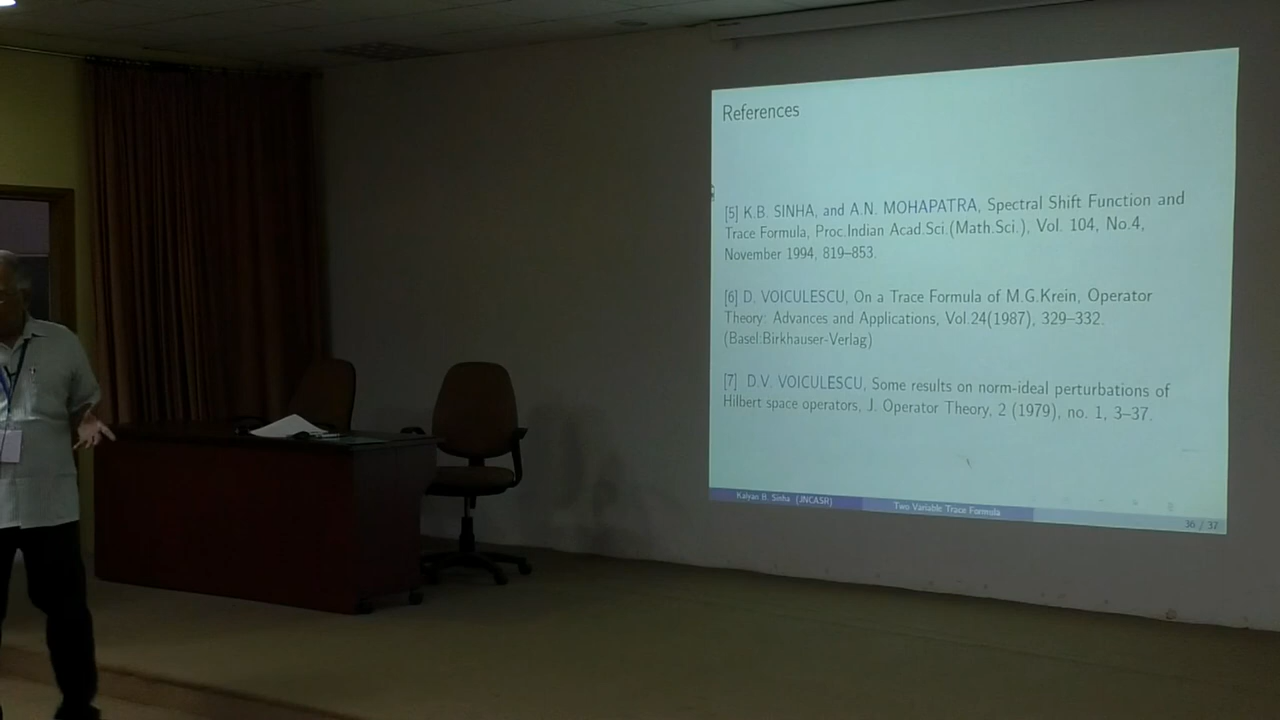 References
[5] K.B. SINHA, and A.N. MOHAPATRA, Spectral Shift Function and
Trace Formula, Proc.Indian Acad.Sci.(Math.Sci.), Vol. 104, No.4,
November 1994, 819–853.
[6] D. VOICULESCU, On a Trace Formula of M.G.Krein, Operator
Theory: Advances and Applications, Vol.24(1987), 329–332.
(Basel:Birkhauser-Verlag)
[7] D.V. VOICULESCU, Some results on norm-ideal perturbations of
Hilbert space operators, J. Operator Theory, 2 (1979), no. 1, 3–37.
Kalyan B. Sinha (JNCASR)
Two Variable Trace Formula
36 / 37